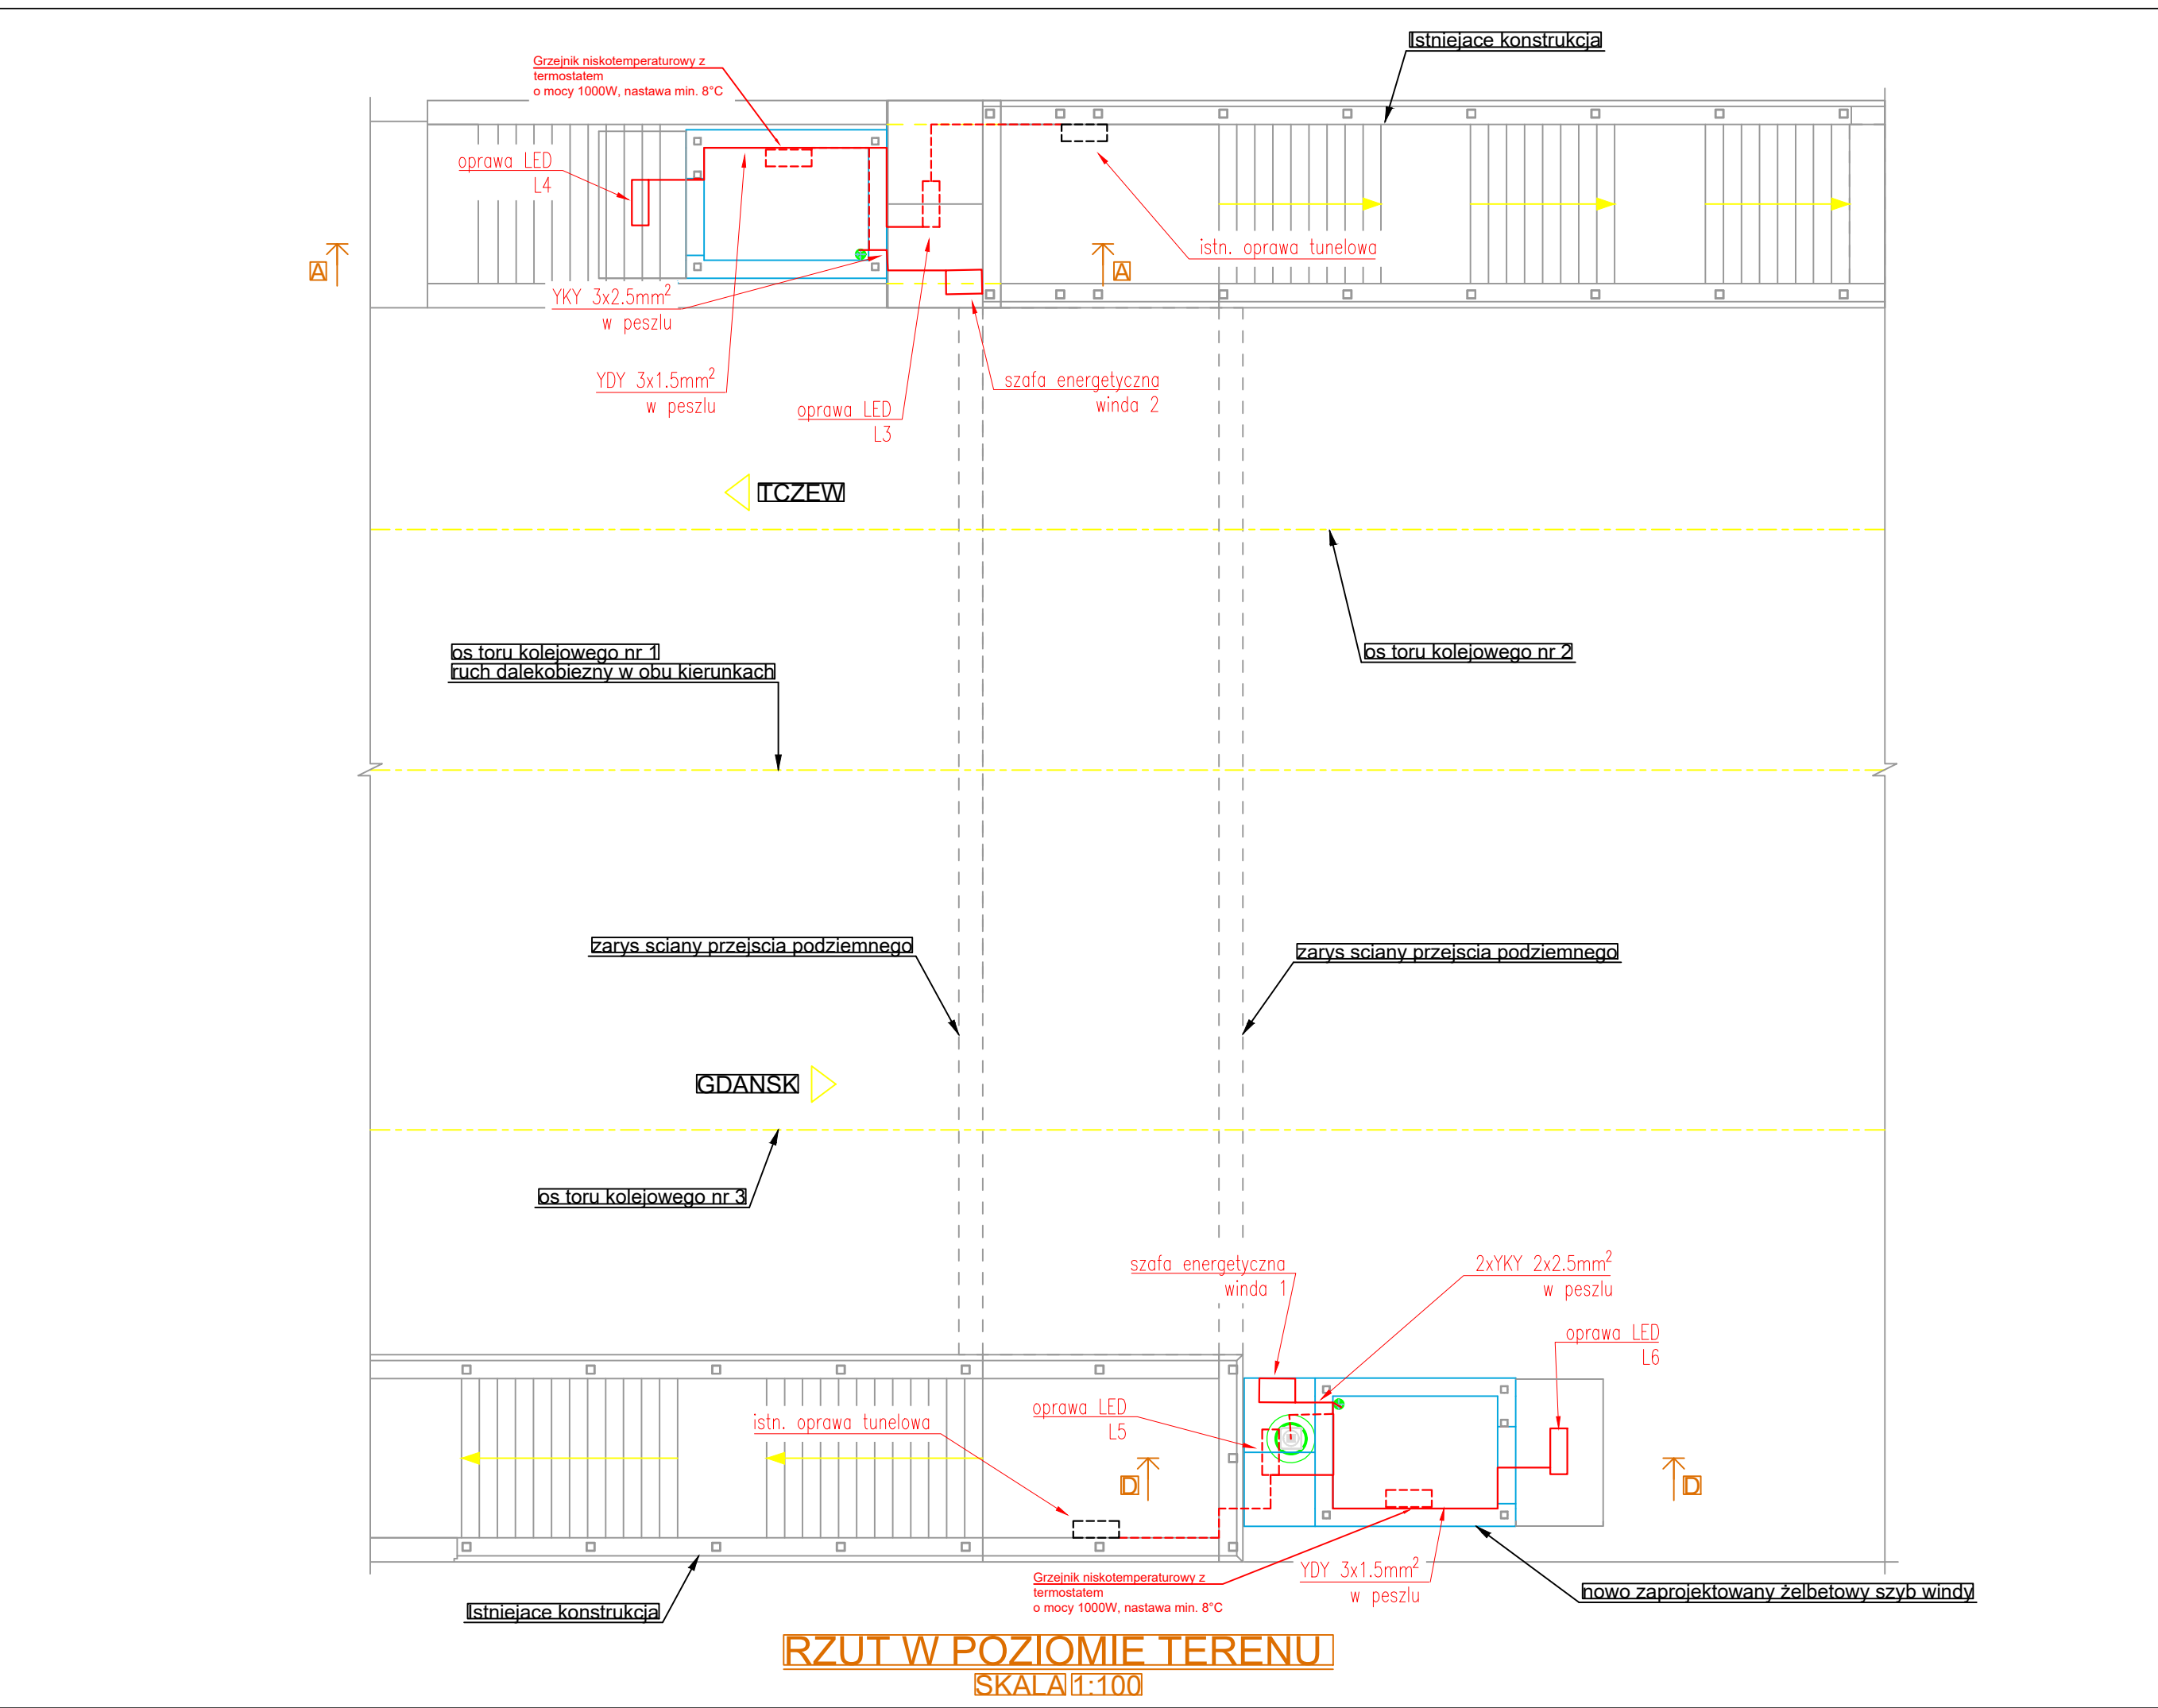 Istniejace konstrukcja
Grzejnik niskotemperaturowy z
termostatem
o mocy 1000W, nastawa min. 8°C
oprawa LED
L4
istn. oprawa tunelowa
A
A
YKY 3x2.5mm²
w peszlu
YDY 3x1.5mm²
w peszlu
szafa energetyczna
winda 2
oprawa LED
L3
TCZEW
os toru kolejowego nr 1
ruch dalekobiezny w obu kierunkach
os toru kolejowego nr 2
zarys sciany przejscia podziemnego
zarys sciany przejscia podziemnego
GDANSK
os toru kolejowego nr 3
szafa energetyczna
winda 1
2xYKY 2x2.5mm²
w peszlu
oprawa LED
L6
oprawa LED
L5
istn. oprawa tunelowa
D
D
Grzejnik niskotemperaturowy z
termostatem
o mocy 1000W, nastawa min. 8°C
YDY 3x1.5mm²
w peszlu
nowo zaprojektowany żelbetowy szyb windy
Istniejace konstrukcja
RZUT W POZIOMIE TERENU
SKALA 1:100